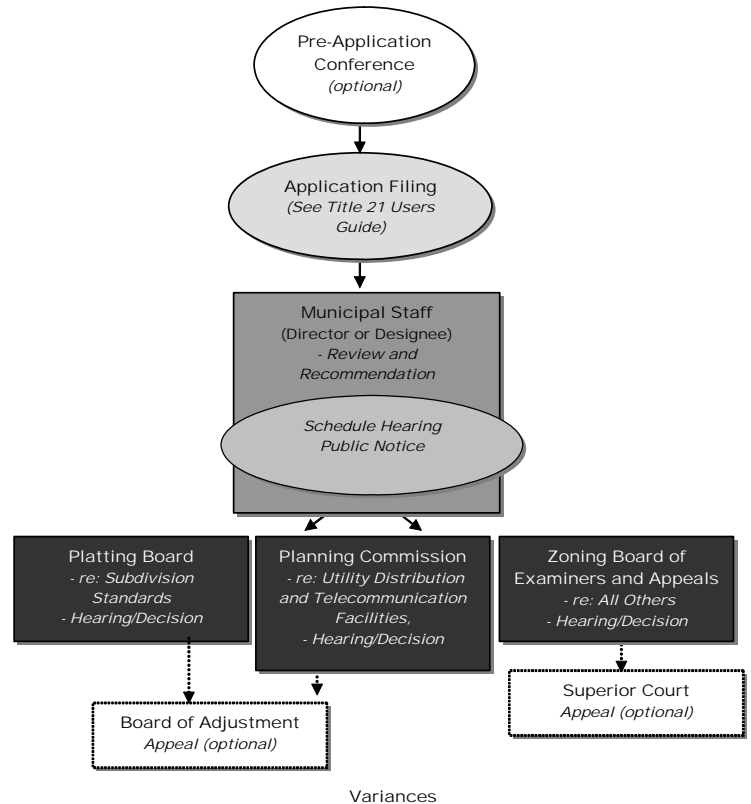 Pre-Application
Conference
(optional)
Application Filing
(See Title 21 Users
Guide)
Municipal Staff
(Director or Designee)
- Review and
Recommendation
Schedule Hearing
Public Notice
Platting Board
- re: Subdivision
Standards
- Hearing/Decision
Planning Commission
- re: Utility Distribution
and Telecommunication
Facilities,
- Hearing/Decision
Zoning Board of
Examiners and Appeals
- re: All Others
- Hearing/Decision
Board of Adjustment
Appeal (optional)
Superior Court
Appeal (optional)
Variances